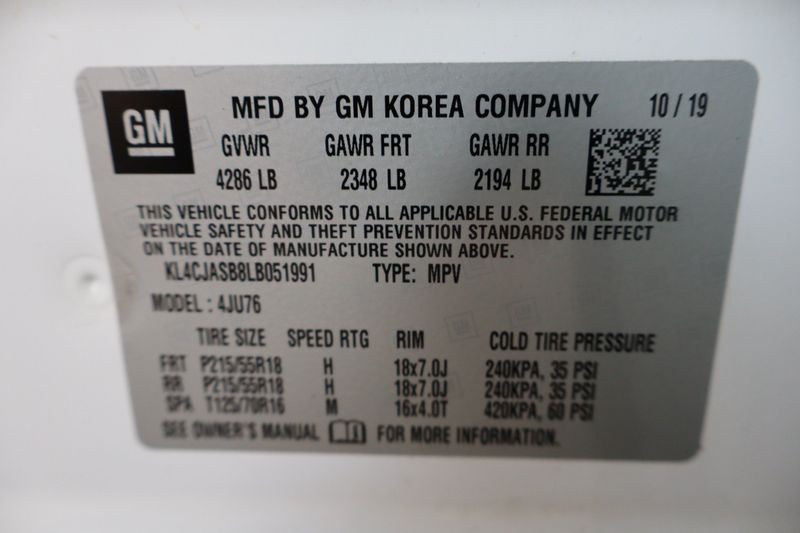 GM MFD BY GM KOREA COMPANY 10 / 19
GVWR GAWR FRT GAWR RR
4286 LB 2348 LB 2194 LB
THIS VEHICLE CONFORMS TO ALL APPLICABLE U.S. FEDERAL MOTOR
VEHICLE SAFETY AND THEFT PREVENTION STANDARDS IN EFFECT
ON THE DATE OF MANUFACTURE SHOWN ABOVE.
KL4CJASB8LB051991 TYPE: MPV
MODEL : 4JU76
TIRE SIZE SPEED RTG RIM COLD TIRE PRESSURE
FRT P215/55R18 H 18x7.0J 240KPA, 35 PSI
RR P215/55R18 H 18x7.0J 240KPA, 35 PSI
SPA T125/70R16 M 16x4.0T 420KPA, 60 PSI
SEE OWNER'S MANUAL FOR MORE INFORMATION.